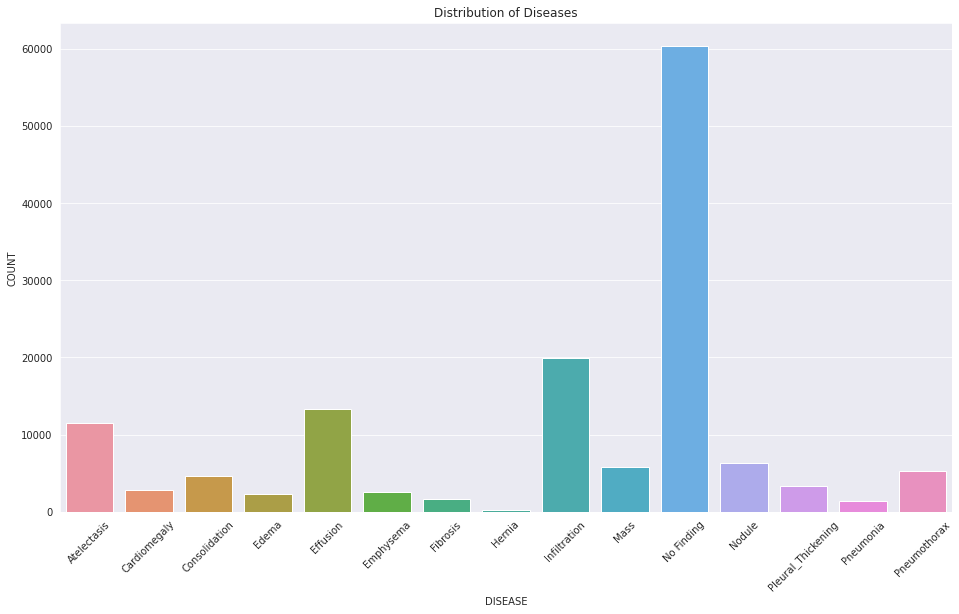 Distribution of Diseases
COUNT
60000
50000
40000
30000
20000
10000
0
Atelectasis
Cardiomegaly
Consolidation
Edema
Effusion
Emphysema
Fibrosis
Hernia
Infiltration
Mass
No Finding
Nodule
Pleural_Thickening
Pneumonia
Pneumothorax
DISEASE